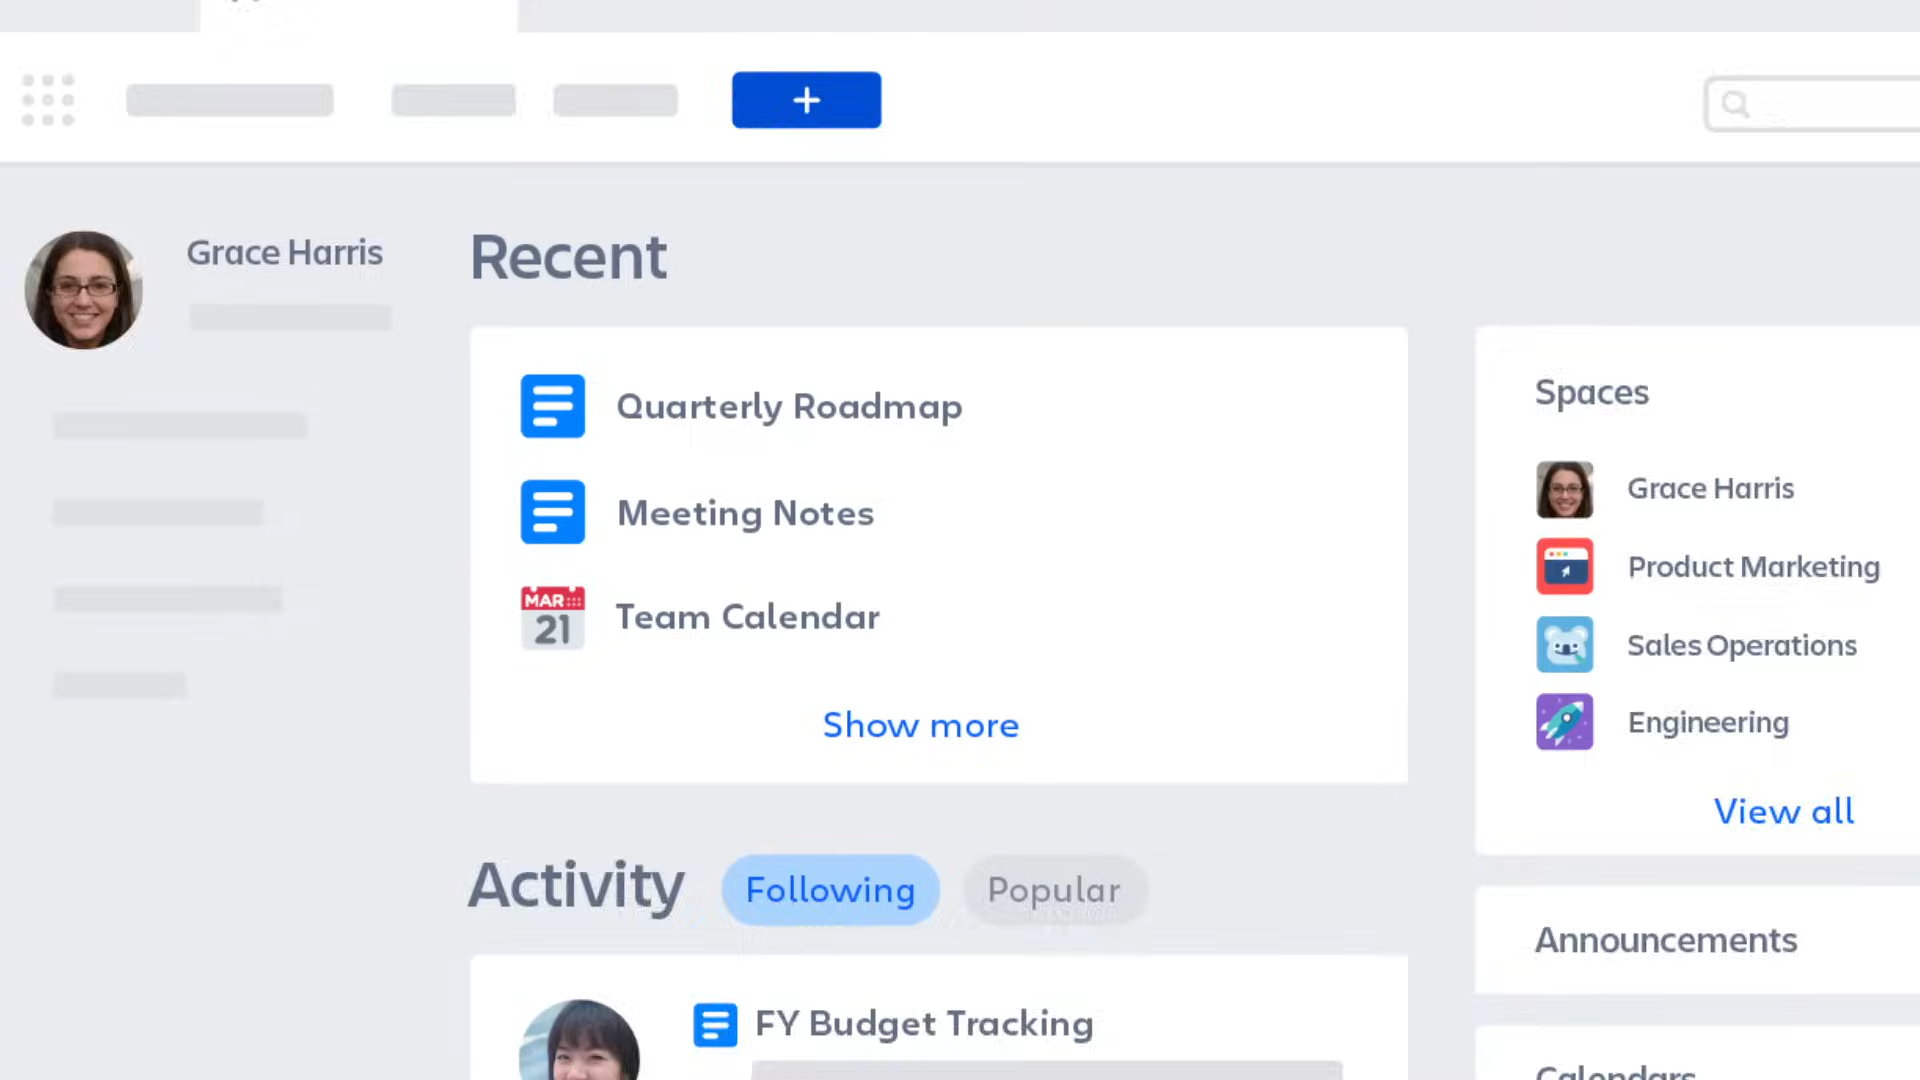 Grace Harris
Recent
Quarterly Roadmap
Meeting Notes
MAR
21
Team Calendar
Show more
Spaces
Grace Harris
Product Marketing
Sales Operations
Engineering
View all
Activity
Following
Popular
FY Budget Tracking
Announcements
Calendars